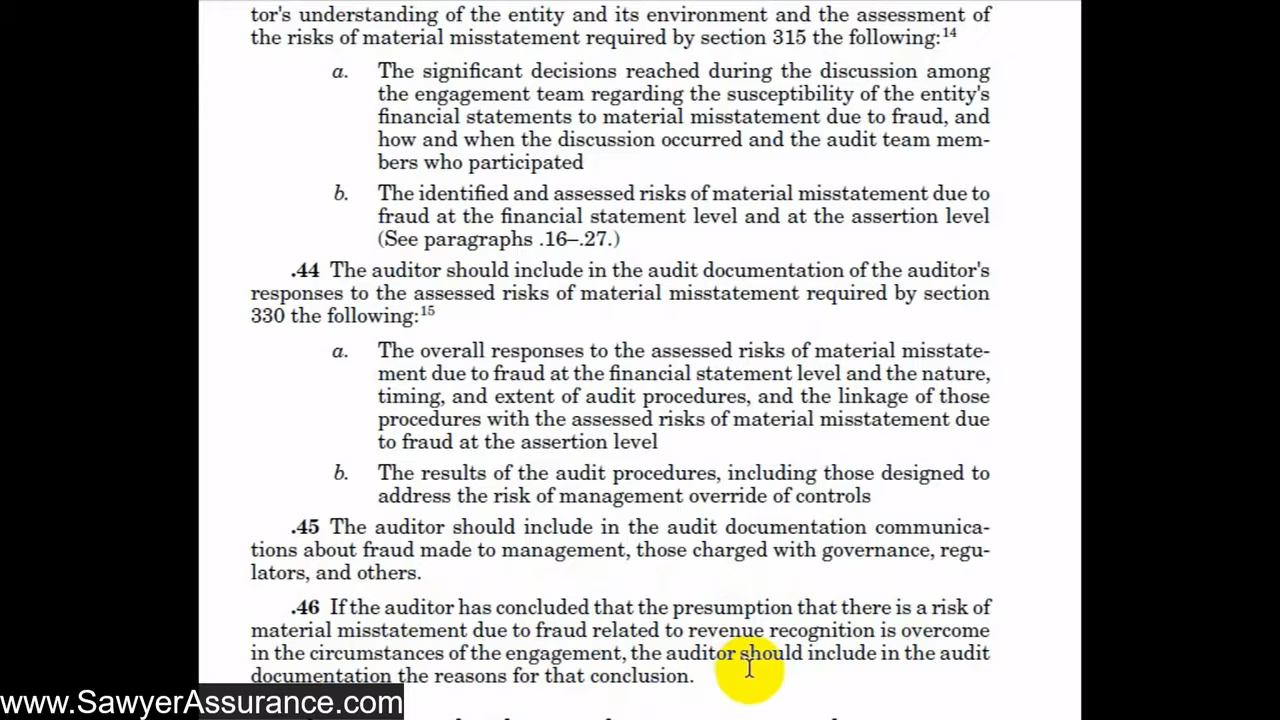 tor's understanding of the entity and its environment and the assessment of
the risks of material misstatement required by section 315 the following:14
a. The significant decisions reached during the discussion among
the engagement team regarding the susceptibility of the entity's
financial statements to material misstatement due to fraud, and
how and when the discussion occurred and the audit team mem-
bers who participated
b. The identified and assessed risks of material misstatement due to
fraud at the financial statement level and at the assertion level
(See paragraphs .16–.27.)
.44 The auditor should include in the audit documentation of the auditor's
responses to the assessed risks of material misstatement required by section
330 the following:15
a. The overall responses to the assessed risks of material misstate-
ment due to fraud at the financial statement level and the nature,
timing, and extent of audit procedures, and the linkage of those
procedures with the assessed risks of material misstatement due
to fraud at the assertion level
b. The results of the audit procedures, including those designed to
address the risk of management override of controls
.45 The auditor should include in the audit documentation communica-
tions about fraud made to management, those charged with governance, regu-
lators, and others.
.46 If the auditor has concluded that the presumption that there is a risk of
material misstatement due to fraud related to revenue recognition is overcome
in the circumstances of the engagement, the auditor should include in the audit
documentation the reasons for that conclusion.
www.SawyerAssurance.com